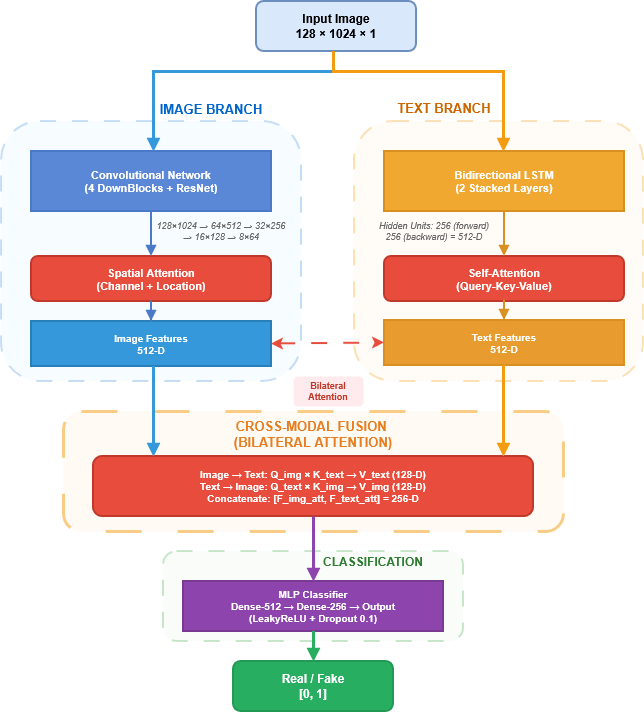 Input Image
128 × 1024 × 1
IMAGE BRANCH
TEXT BRANCH
Convolutional Network
(4 DownBlocks + ResNet)
Bidirectional LSTM
(2 Stacked Layers)
128×1024 → 64×512 → 32×256
→ 16×128 → 8×64
Hidden Units: 256 (forward)
256 (backward) = 512-D
Spatial Attention
(Channel + Location)
Self-Attention
(Query-Key-Value)
Image Features
512-D
Text Features
512-D
Bilateral
Attention
CROSS-MODAL FUSION
(BILATERAL ATTENTION)
Image → Text: Q_img × K_text → V_text (128-D)
Text → Image: Q_text × K_img → V_img (128-D)
Concatenate: [F_img_att, F_text_att] = 256-D
CLASSIFICATION
MLP Classifier
Dense-512 → Dense-256 → Output
(LeakyReLU + Dropout 0.1)
Real / Fake
[0, 1]